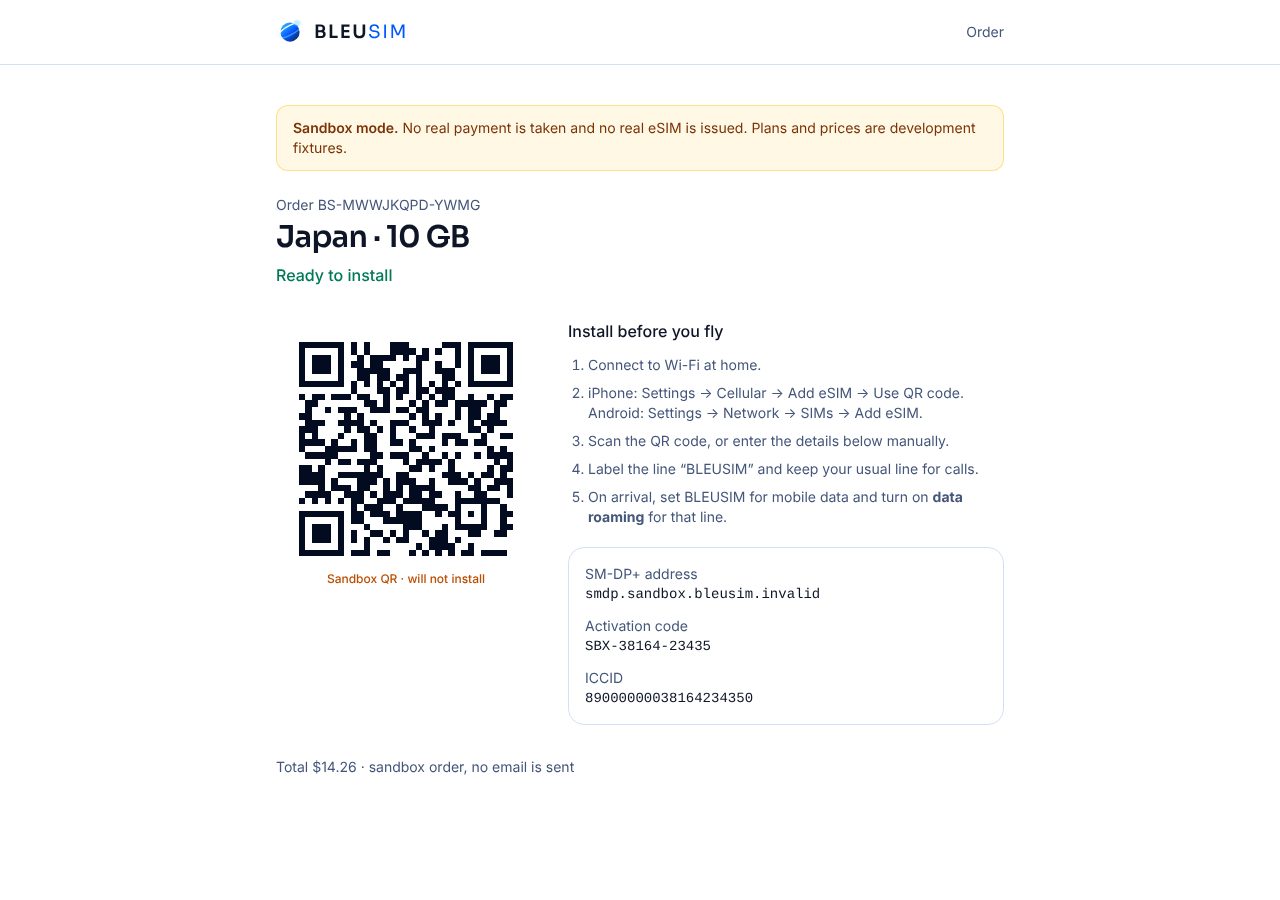 BLEUSIM
Order
Sandbox mode. No real payment is taken and no real eSIM is issued. Plans and prices are development
fixtures.
Order BS-MWWJKQPD-YWMG
Japan · 10 GB
Ready to install
Sandbox QR · will not install
Install before you fly
1. Connect to Wi-Fi at home.
2. iPhone: Settings → Cellular → Add eSIM → Use QR code.
Android: Settings → Network → SIMs → Add eSIM.
3. Scan the QR code, or enter the details below manually.
4. Label the line “BLEUSIM” and keep your usual line for calls.
5. On arrival, set BLEUSIM for mobile data and turn on data
roaming for that line.
SM-DP+ address
smdp.sandbox.bleusim.invalid
Activation code
SBX-38164-23435
ICCID
89000000038164234350
Total $14.26 · sandbox order, no email is sent